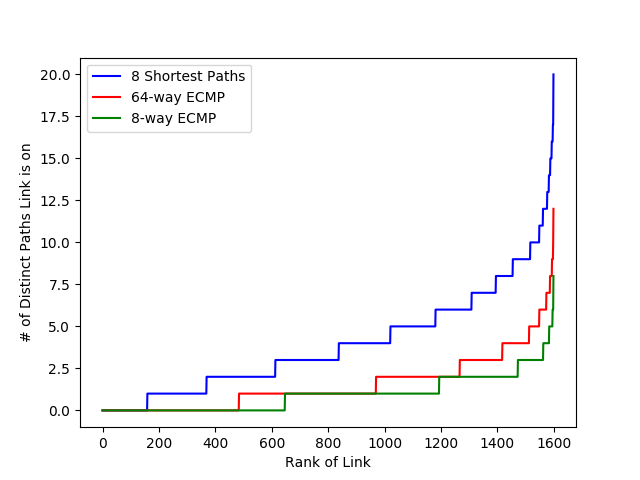 8 Shortest Paths
64-way ECMP
8-way ECMP
# of Distinct Paths Link is on
20.0
17.5
15.0
12.5
10.0
7.5
5.0
2.5
0.0
0 200 400 600 800 1000 1200 1400 1600
Rank of Link